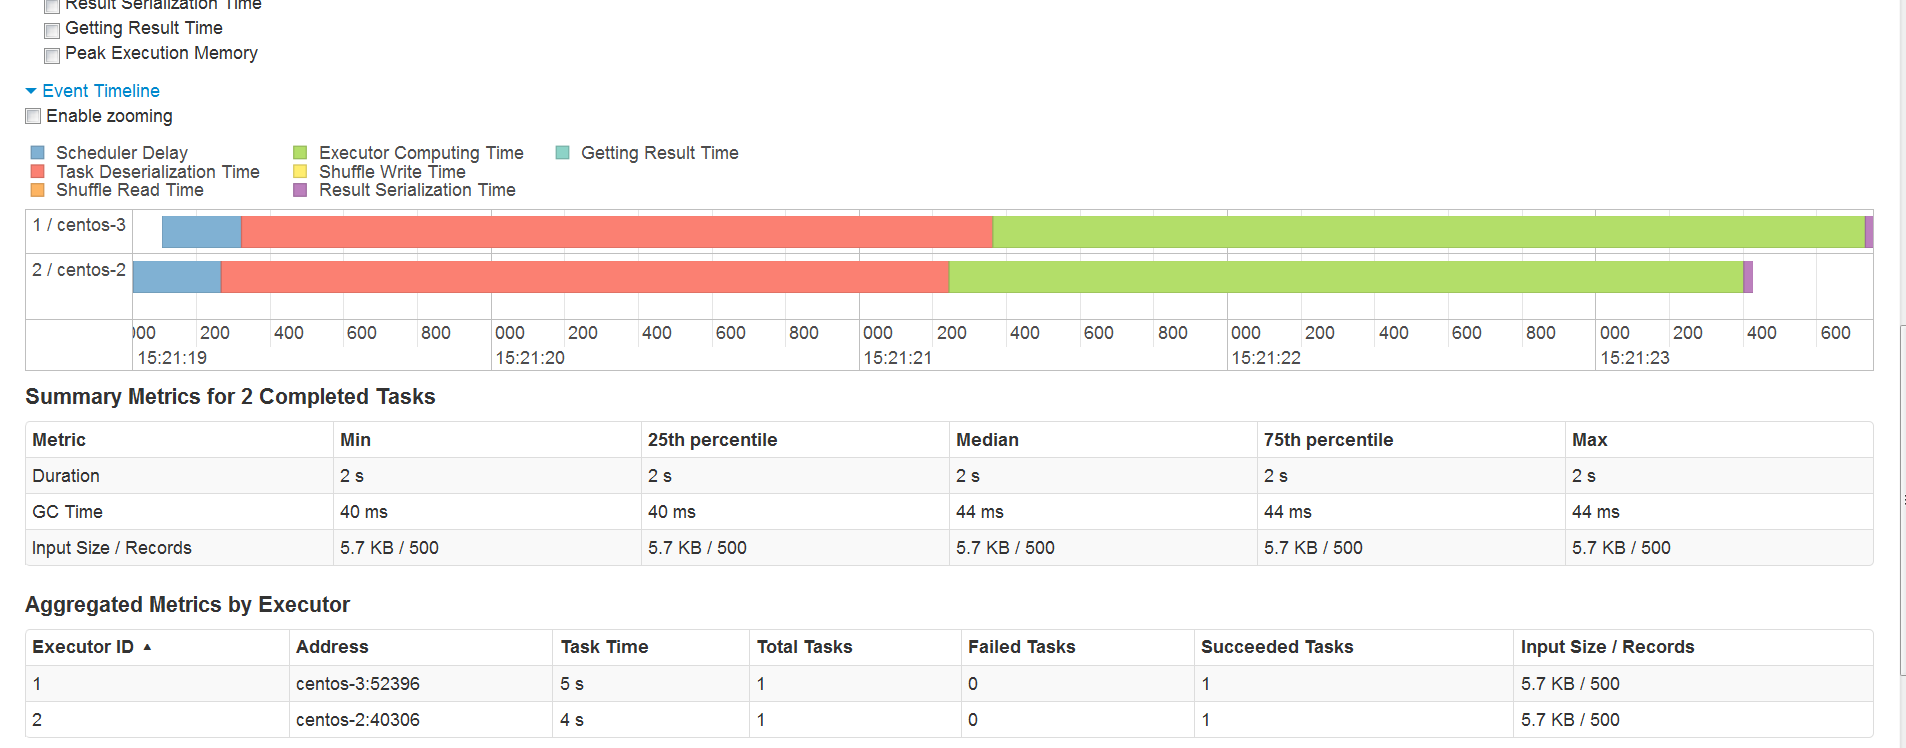 Result Serialization Time
Getting Result Time
Peak Execution Memory
Event Timeline
Enable zooming
Scheduler Delay Executor Computing Time Getting Result Time
Task Deserialization Time Shuffle Write Time
Shuffle Read Time Result Serialization Time
1 / centos-3
2 / centos-2
000 200 400 600 800 000 200 400 600 800 000 200 400 600 800 000 200 400 600 800 000 200 400 600
15:21:19 15:21:20 15:21:21 15:21:22 15:21:23
Summary Metrics for 2 Completed Tasks
Metric Min 25th percentile Median 75th percentile Max
Duration 2 s 2 s 2 s 2 s 2 s
GC Time 40 ms 40 ms 44 ms 44 ms 44 ms
Input Size / Records 5.7 KB / 500 5.7 KB / 500 5.7 KB / 500 5.7 KB / 500 5.7 KB / 500
Aggregated Metrics by Executor
Executor ID ▲ Address Task Time Total Tasks Failed Tasks Succeeded Tasks Input Size / Records
1 centos-3:52396 5 s 1 0 1 5.7 KB / 500
2 centos-2:40306 4 s 1 0 1 5.7 KB / 500